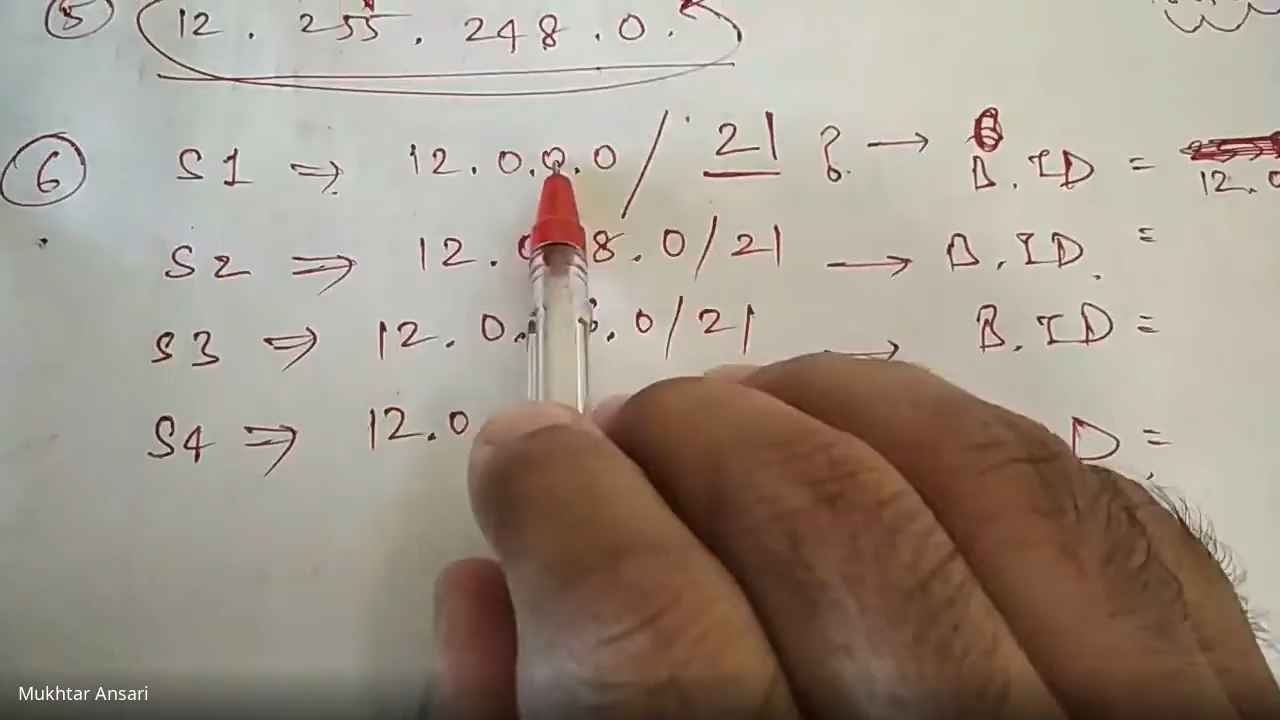 5 12 . 255 . 248 . 0 .
6 S1 ⇒ 12.0.0.0 / 21 } → B.ID = 12.0
S2 ⇒ 12.0 8.0/21 → B.ID =
S3 ⇒ 12.0. .0/21 → B.ID =
S4 ⇒ 12.0 D =
Mukhtar Ansari